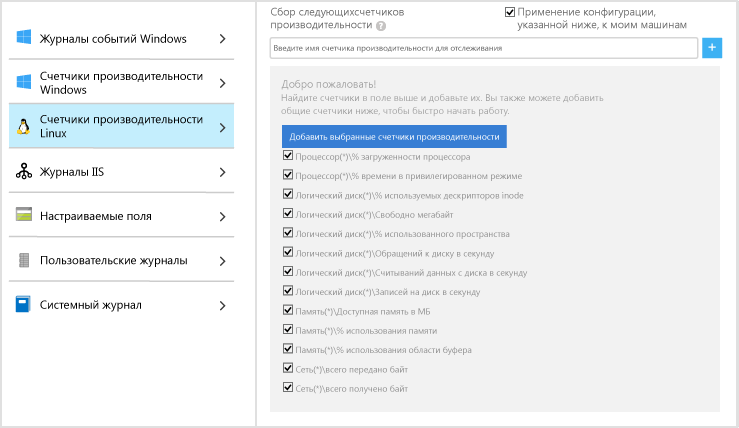 Журналы событий Windows
Счетчики производительности
Windows
Счетчики производительности
Linux
Журналы IIS
Настраиваемые поля
Пользовательские журналы
Системный журнал
Сбор следующихсчетчиков
производительности ?
Применение конфигурации,
указанной ниже, к моим машинам
Введите имя счетчика производительности для отслеживания
+
Добро пожаловать!
Найдите счетчики в поле выше и добавьте их. Вы также можете добавить
общие счетчики ниже, чтобы быстро начать работу.
Добавить выбранные счетчики производительности
Процессор(*)\% загруженности процессора
Процессор(*)\% времени в привилегированном режиме
Логический диск(*)\% используемых дескрипторов inode
Логический диск(*)\Свободно мегабайт
Логический диск(*)\% использованного пространства
Логический диск(*)\Обращений к диску в секунду
Логический диск(*)\Считываний данных с диска в секунду
Логический диск(*)\Записей на диск в секунду
Память(*)\Доступная память в МБ
Память(*)\% использования памяти
Память(*)\% использования области буфера
Сеть(*)\всего передано байт
Сеть(*)\всего получено байт